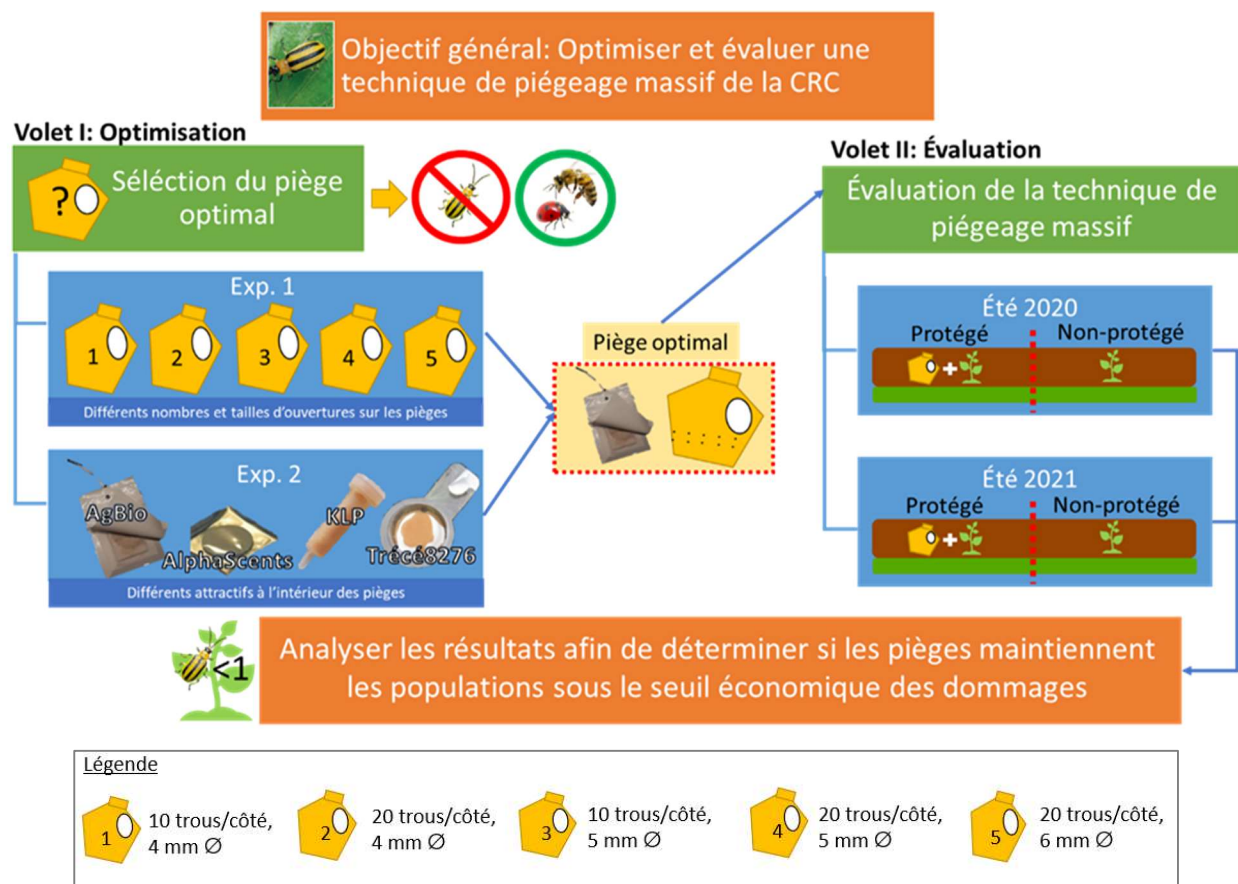 Objectif général: Optimiser et évaluer une
technique de piégeage massif de la CRC
Volet I: Optimisation
?
Séléction du piège
optimal
Exp. 1
1
2
3
4
5
Différents nombres et tailles d'ouvertures sur les pièges
Exp. 2
AgBio
AlphaScents
KLP
Trécé8276
Différents attractifs à l'intérieur des pièges
Piège optimal
Volet II: Évaluation
Évaluation de la technique de
piégeage massif
Été 2020
Protégé
Non-protégé
+
Été 2021
Protégé
Non-protégé
+
<1
Analyser les résultats afin de déterminer si les pièges maintiennent
les populations sous le seuil économique des dommages
Légende
1
10 trous/côté,
4 mm Ø
2
20 trous/côté,
4 mm Ø
3
10 trous/côté,
5 mm Ø
4
20 trous/côté,
5 mm Ø
5
20 trous/côté,
6 mm Ø